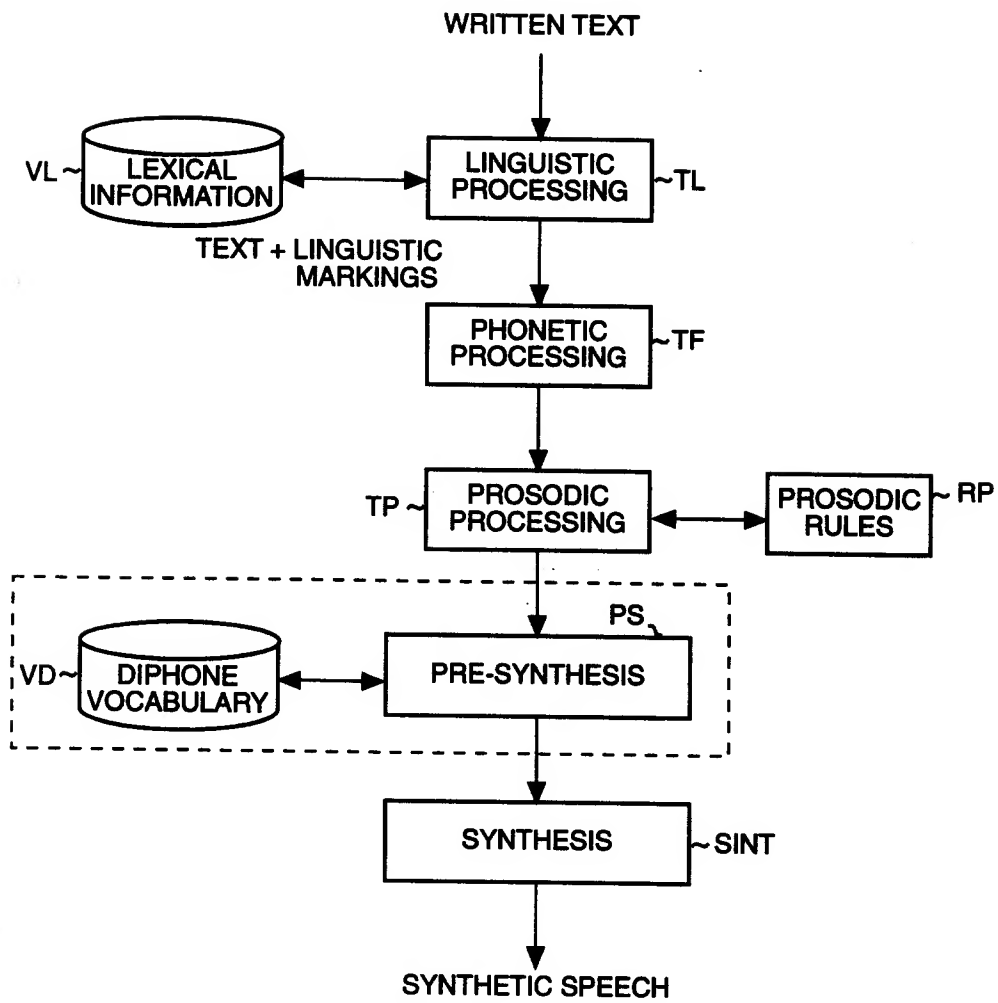 WRITTEN TEXT
VL
LEXICAL
INFORMATION
LINGUISTIC
PROCESSING
TL
TEXT + LINGUISTIC
MARKINGS
PHONETIC
PROCESSING
TF
TP
PROSODIC
PROCESSING
PROSODIC
RULES
RP
PS
VD
DIPHONE
VOCABULARY
PRE-SYNTHESIS
SYNTHESIS
SINT
SYNTHETIC SPEECH